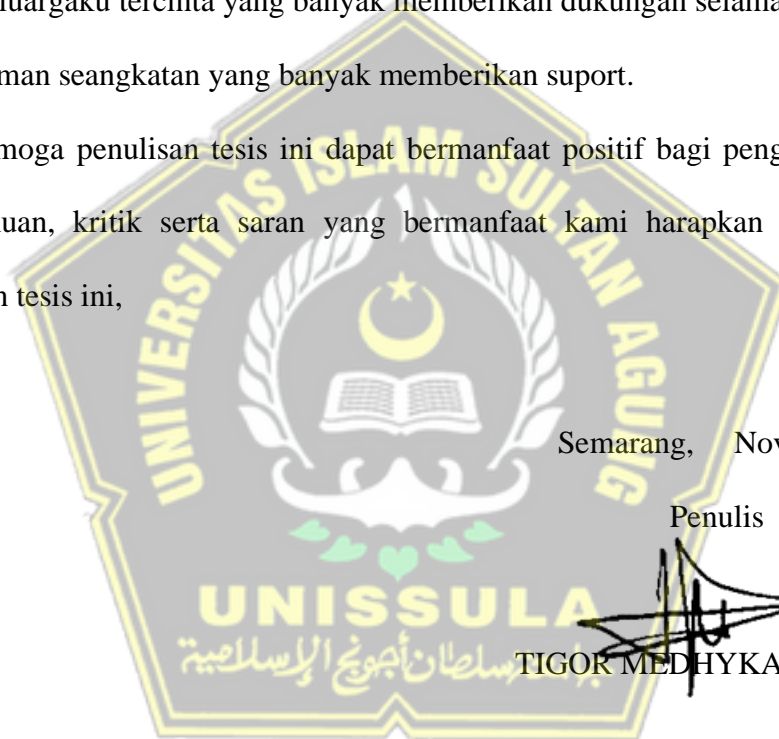 luargaku tercinta yang banyak memberikan dukungan selama
man seangkatan yang banyak memberikan suport.
moga penulisan tesis ini dapat bermanfaat positif bagi peng
uan, kritik serta saran yang bermanfaat kami harapkan
n tesis ini,
UNIVERSITAS ISLAM SULTAN AGUNG
Semarang, Nov
Penulis
UNISSULA
جامعة سلطان أجونج الإسلامية
TIGOR MEDHYKA